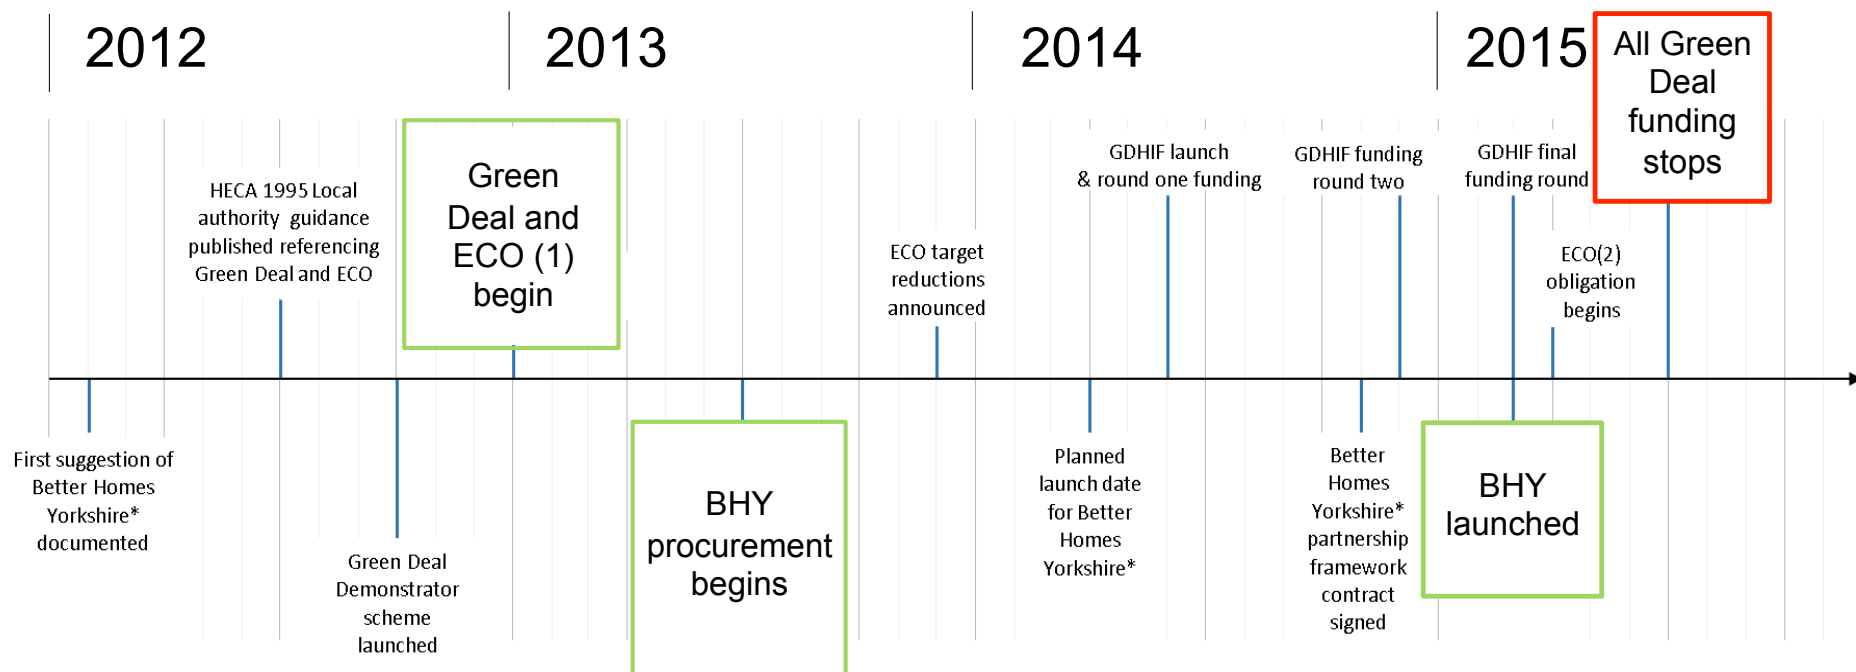 2012
2013
2014
2015
All Green
Deal
funding
stops
HECA 1995 Local
authority guidance
published referencing
Green Deal and ECO
Green
Deal and
ECO (1)
begin
ECO target
reductions
announced
GDHIF launch
& round one funding
GDHIF funding
round two
GDHIF final
funding round
ECO(2)
obligation
begins
First suggestion of
Better Homes
Yorkshire*
documented
Green Deal
Demonstrator
scheme
launched
BHY
procurement
begins
Planned
launch date
for Better
Homes
Yorkshire*
Better
Homes
Yorkshire*
partnership
framework
contract
signed
BHY
launched